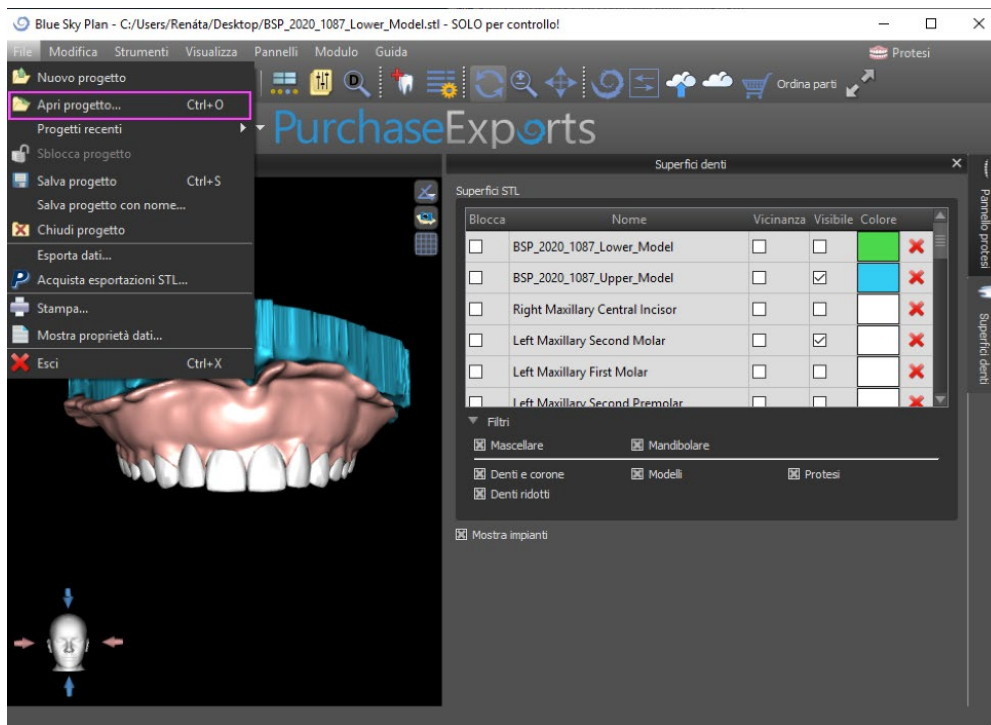 Blue Sky Plan - C:/Users/Renáta/Desktop/BSP_2020_1087_Lower_Model.stl - SOLO per controllo!
File Modifica Strumenti Visualizza Pannelli Modulo Guida Protesi
Nuovo progetto
Apri progetto... Ctrl+O
Progetti recenti
Sblocca progetto
Salva progetto Ctrl+S
Salva progetto con nome...
Chiudi progetto
Esporta dati...
Acquista esportazioni STL...
Stampa...
Mostra proprietà dati...
Esci Ctrl+X
Ordina parti
PurchaseExports
Superfici denti
Superfici STL
Blocca Nome Vicinanza Visibile Colore
BSP_2020_1087_Lower_Model
BSP_2020_1087_Upper_Model
Right Maxillary Central Incisor
Left Maxillary Second Molar
Left Maxillary First Molar
Left Maxillary Second Premolar
Filtri
Mascellare Mandibolare
Denti e corone Modelli Protesi
Denti ridotti
Mostra impianti
Pannello protesi
Superfici denti